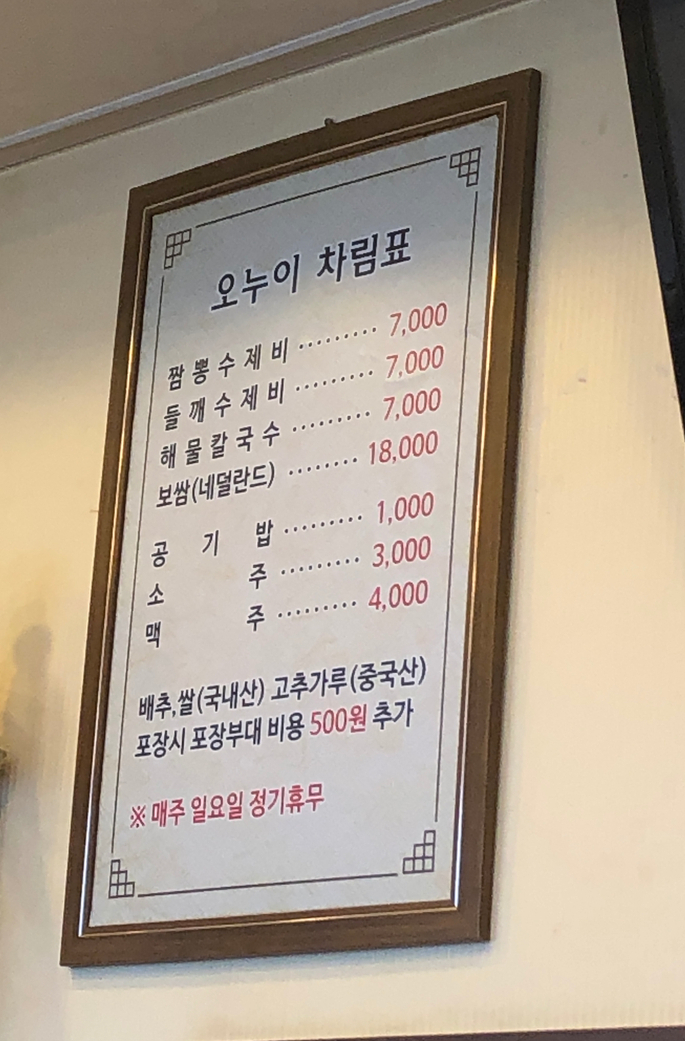 오누이 차림표
짬뽕수제비 ········· 7,000
들깨수제비 ········· 7,000
해물칼국수 ········· 7,000
보쌈(네덜란드) ········ 18,000
공기밥 ········· 1,000
소주 ········· 3,000
맥주 ········· 4,000
배추,쌀(국내산) 고추가루(중국산)
포장시 포장부대 비용 500원 추가
※ 매주 일요일 정기휴무